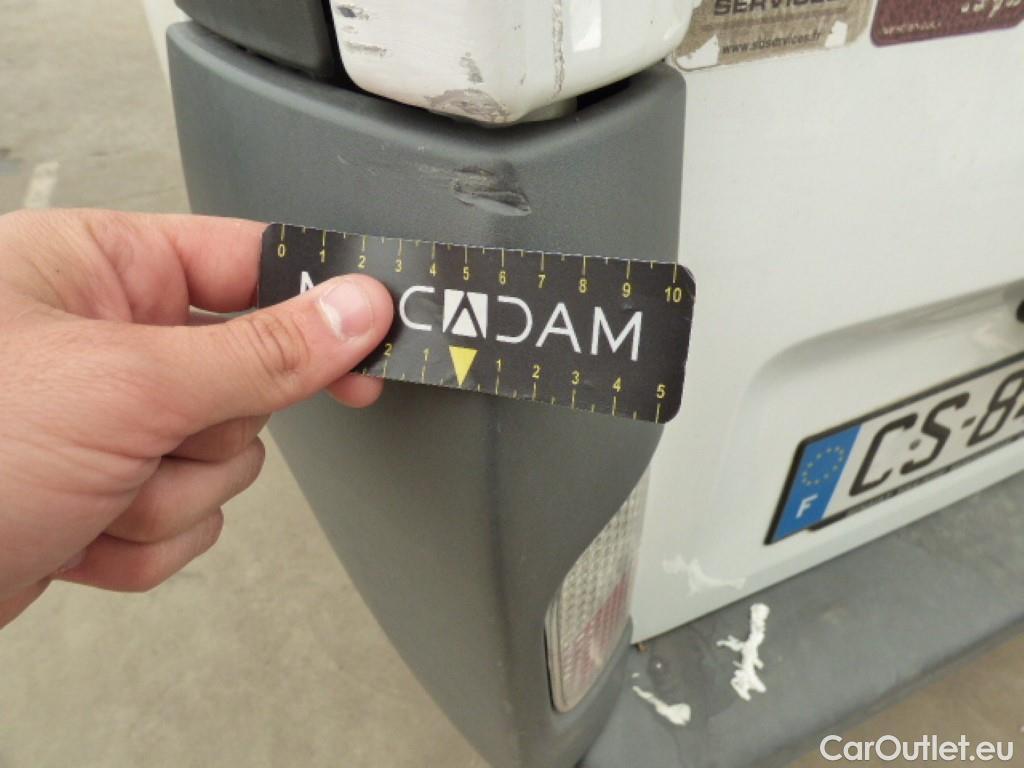 SERVICES
www.sbservices.fr
0 1 2 3 4 5 6 7 8 9 10
CADAM
2 1 1 2 3 4 5
F
CS-8
CarOutlet.eu